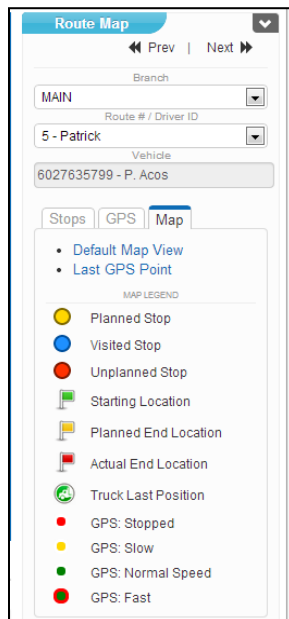 Route Map
Prev | Next
Branch
MAIN
Route # / Driver ID
5 - Patrick
Vehicle
6027635799 - P. Acos
Stops GPS Map
• Default Map View
• Last GPS Point
MAP LEGEND
Planned Stop
Visited Stop
Unplanned Stop
Starting Location
Planned End Location
Actual End Location
Truck Last Position
GPS: Stopped
GPS: Slow
GPS: Normal Speed
GPS: Fast